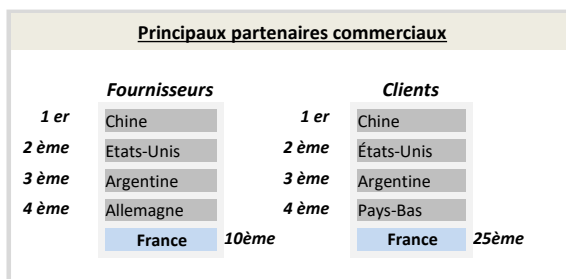 Principaux partenaires commerciaux
Fournisseurs Clients
1 er Chine 1 er Chine
2 ème Etats-Unis 2 ème États-Unis
3 ème Argentine 3 ème Argentine
4 ème Allemagne 4 ème Pays-Bas
France 10ème France 25ème